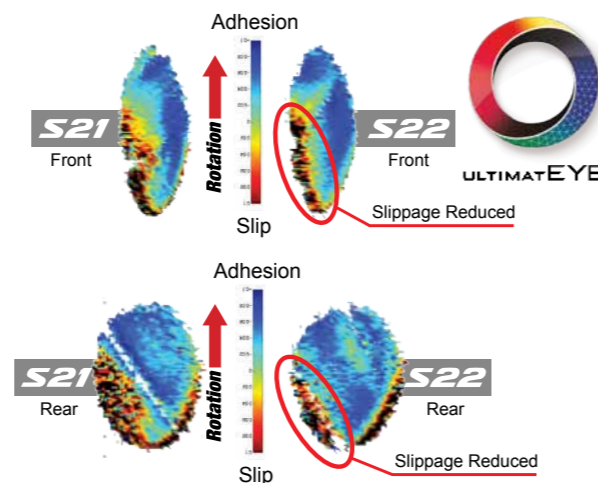 Adhesion
S21
Front
Rotation
S22
Front
ULTIMATEYE
Slip
Slippage Reduced
Adhesion
S21
Rear
Rotation
S22
Rear
Slip
Slippage Reduced